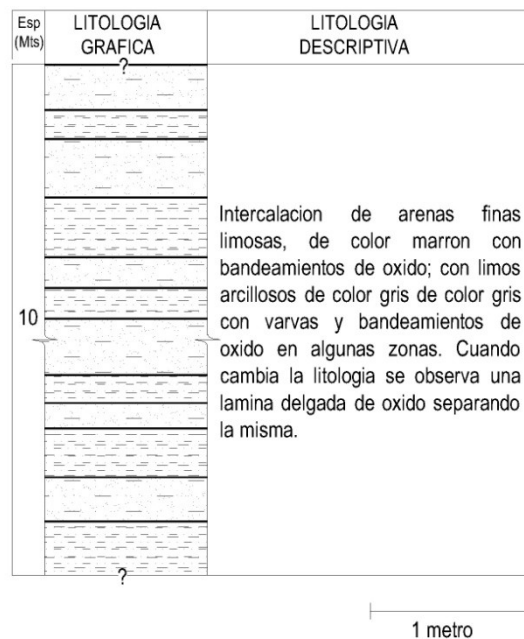 Esp
(Mts)
LITOLOGIA
GRAFICA
LITOLOGIA
DESCRIPTIVA
?
10
Intercalacion de arenas finas
limosas, de color marron con
bandeamientos de oxido; con limos
arcillosos de color gris de color gris
con varvas y bandeamientos de
oxido en algunas zonas. Cuando
cambia la litologia se observa una
lamina delgada de oxido separando
la misma.
?
1 metro